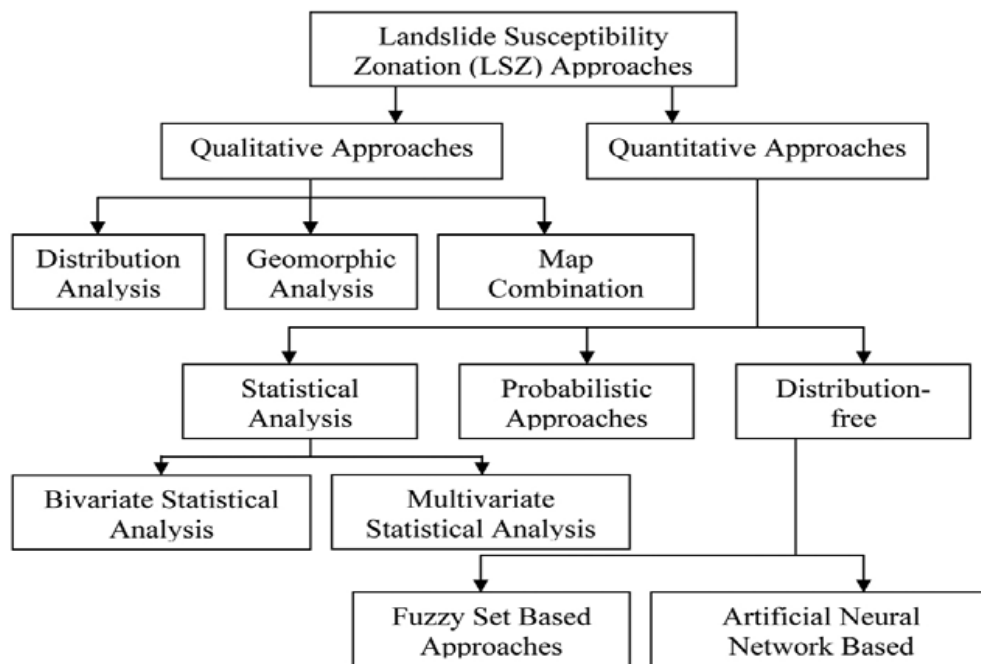 Landslide Susceptibility
Zonation (LSZ) Approaches
Qualitative Approaches
Quantitative Approaches
Distribution
Analysis
Geomorphic
Analysis
Map
Combination
Statistical
Analysis
Probabilistic
Approaches
Distribution-
free
Bivariate Statistical
Analysis
Multivariate
Statistical Analysis
Fuzzy Set Based
Approaches
Artificial Neural
Network Based